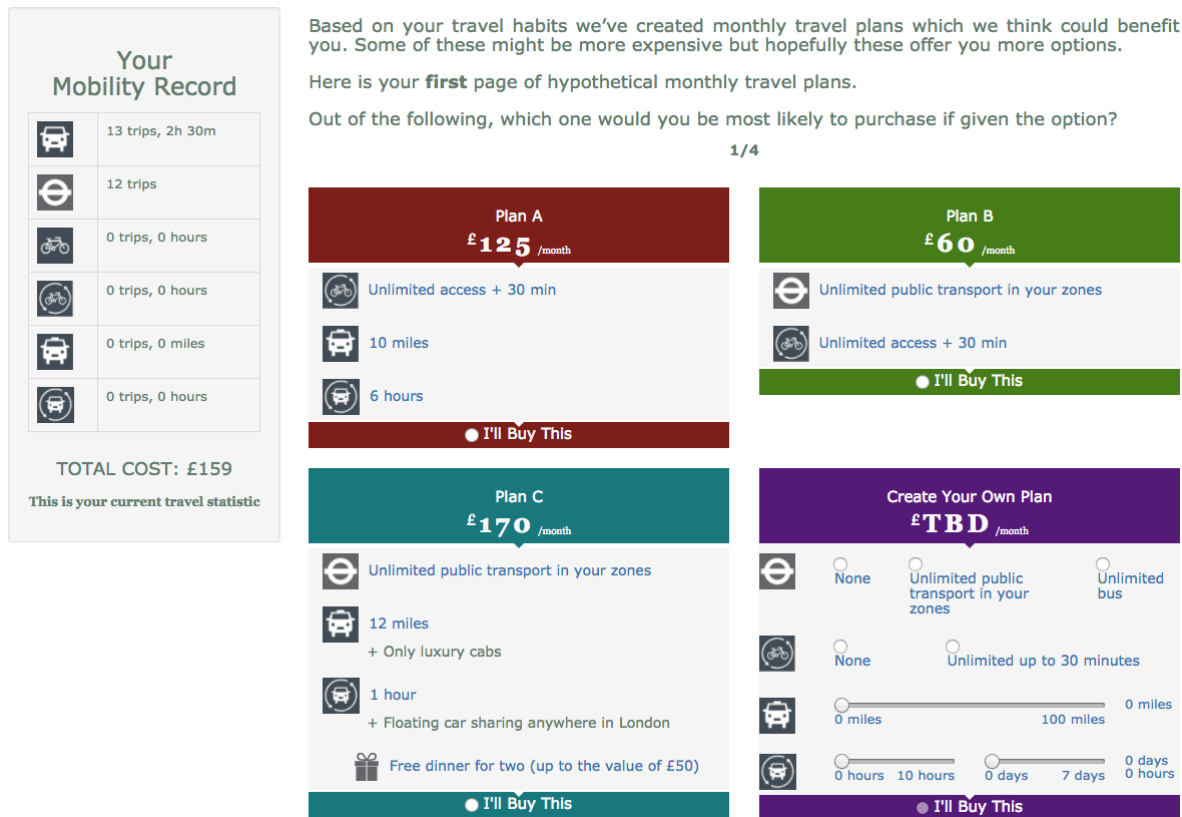 Your
Mobility Record
13 trips, 2h 30m
12 trips
0 trips, 0 hours
0 trips, 0 hours
0 trips, 0 miles
0 trips, 0 hours
TOTAL COST: £159
This is your current travel statistic
Based on your travel habits we've created monthly travel plans which we think could benefit
you. Some of these might be more expensive but hopefully these offer you more options.
Here is your first page of hypothetical monthly travel plans.
Out of the following, which one would you be most likely to purchase if given the option?
1/4
Plan A
£125 /month
Unlimited access + 30 min
10 miles
6 hours
I'll Buy This
Plan B
£60 /month
Unlimited public transport in your zones
Unlimited access + 30 min
I'll Buy This
Plan C
£170 /month
Unlimited public transport in your zones
12 miles
+ Only luxury cabs
1 hour
+ Floating car sharing anywhere in London
Free dinner for two (up to the value of £50)
I'll Buy This
Create Your Own Plan
£TBD /month
None
Unlimited public
transport in your
zones
Unlimited
bus
None
Unlimited up to 30 minutes
0 miles
100 miles
0 miles
0 hours
10 hours
0 days
7 days
0 days
0 hours
I'll Buy This